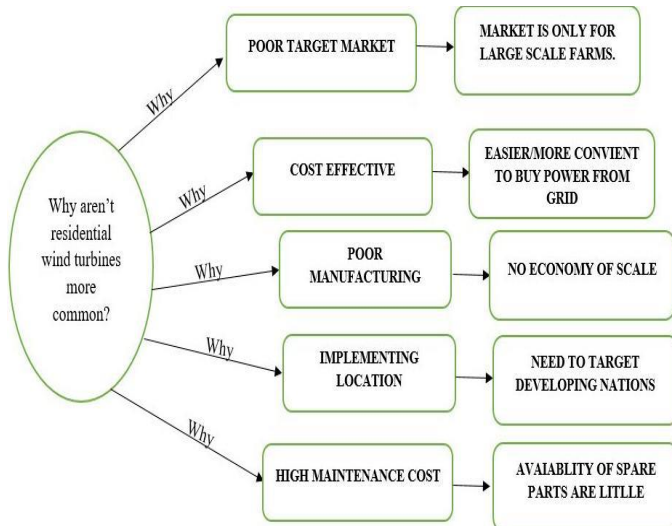 POOR TARGET MARKET
MARKET IS ONLY FOR
LARGE SCALE FARMS.
Why
COST EFFECTIVE
EASIER/MORE CONVIENT
TO BUY POWER FROM
GRID
Why
Why aren't
residential
wind turbines
more
common?
POOR
MANUFACTURING
NO ECONOMY OF SCALE
Why
IMPLEMENTING
LOCATION
NEED TO TARGET
DEVELOPING NATIONS
Why
HIGH MAINTENANCE COST
AVAIABLITY OF SPARE
PARTS ARE LITLLE
Why